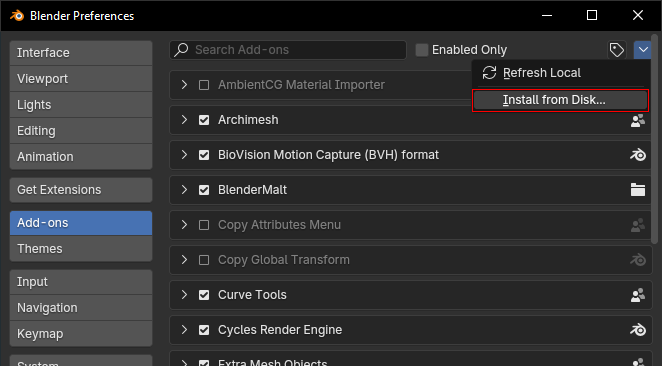 Blender Preferences
Interface
Viewport
Lights
Editing
Animation
Get Extensions
Add-ons
Themes
Input
Navigation
Keymap
System
Search Add-ons
Enabled Only
Refresh Local
Install from Disk...
AmbientCG Material Importer
Archimesh
BioVision Motion Capture (BVH) format
BlenderMalt
Copy Attributes Menu
Copy Global Transform
Curve Tools
Cycles Render Engine
Extra Mesh Objects